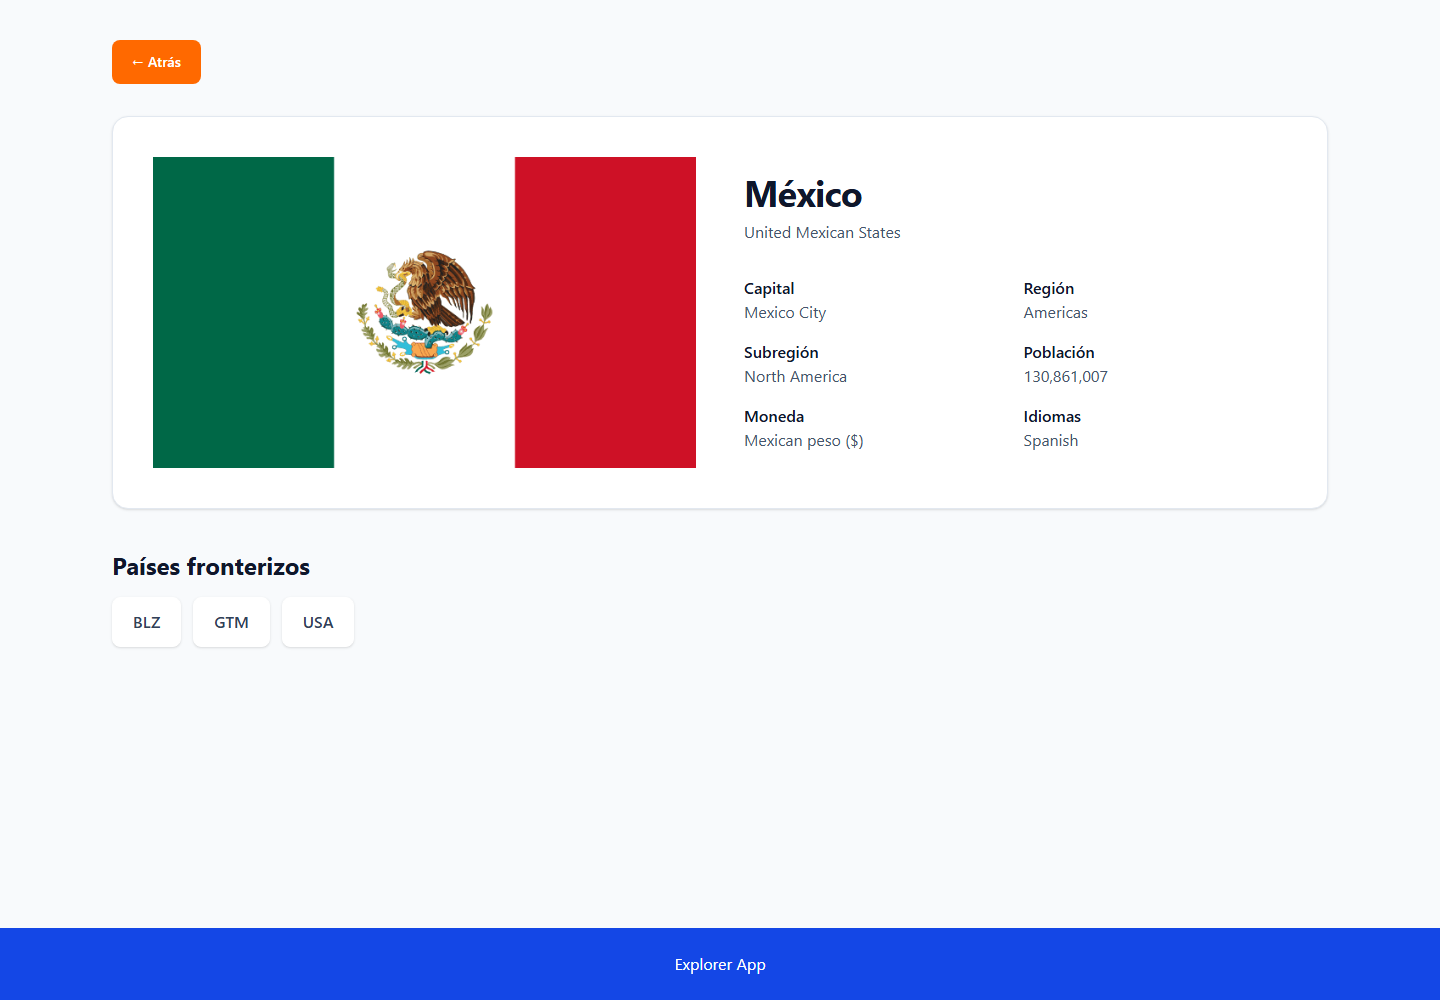 ← Atrás
México
United Mexican States
Capital
Mexico City
Región
Americas
Subregión
North America
Población
130,861,007
Moneda
Mexican peso ($)
Idiomas
Spanish
Países fronterizos
BLZ
GTM
USA
Explorer App